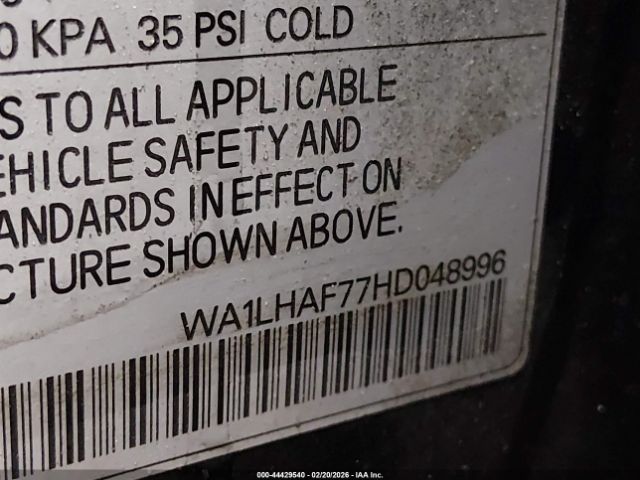 0 KPA 35 PSI COLD
S TO ALL APPLICABLE
EHICLE SAFETY AND
ANDARDS IN EFFECT ON
CTURE SHOWN ABOVE.
WA1LHAF77HD048996
000-44429540 - 02/20/2026 - IAA Inc.